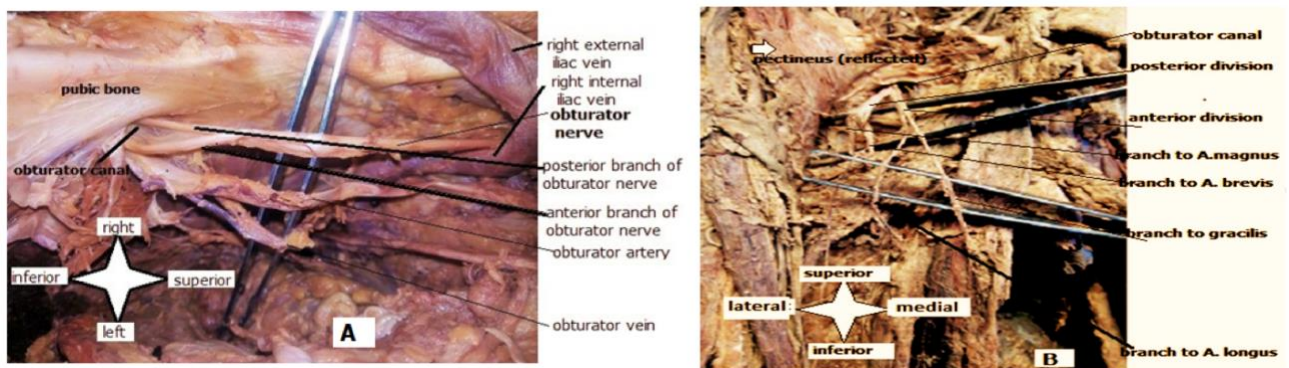 right external
iliac vein
right internal
iliac vein
obturator
nerve
posterior branch of
obturator nerve
anterior branch of
obturator nerve
obturator artery
obturator vein
pubic bone
obturator canal
right
inferior
superior
left
A
pectineus (reflected)
obturator canal
posterior division
anterior division
branch to A.magnus
branch to A. brevis
branch to gracilis
branch to A. longus
superior
lateral:
medial
inferior
B